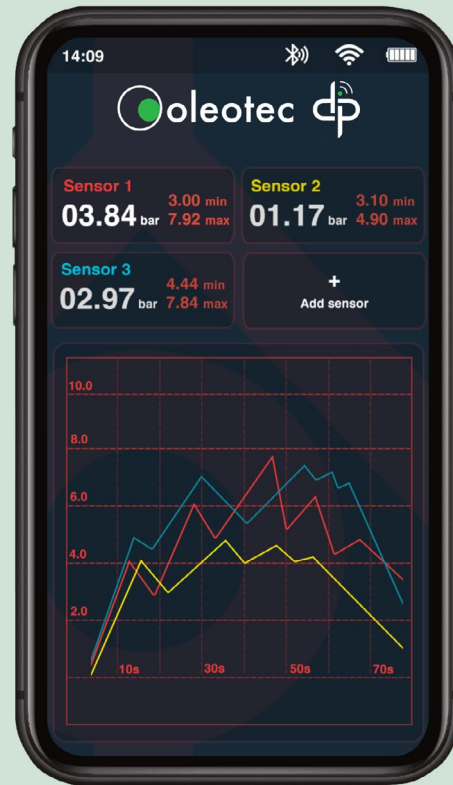 14:09
oleotec dp
Sensor 1
03.84 bar
3.00 min
7.92 max
Sensor 2
01.17 bar
3.10 min
4.90 max
Sensor 3
02.97 bar
4.44 min
7.84 max
+
Add sensor
10.0
8.0
6.0
4.0
2.0
10s 30s 50s 70s